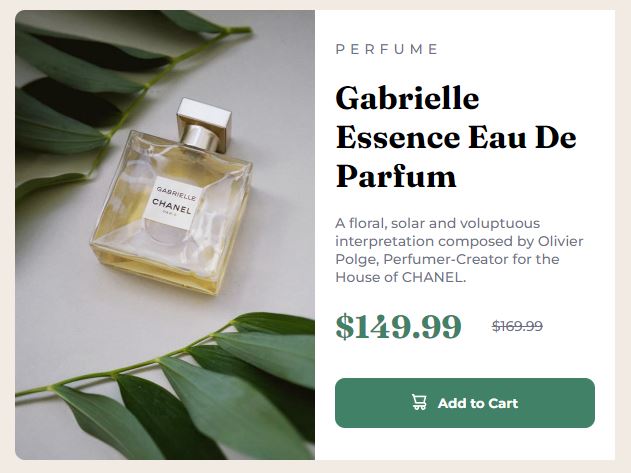 GABRIELLE
CHANEL
PARIS
PERFUME
Gabrielle
Essence Eau De
Parfum
A floral, solar and voluptuous
interpretation composed by Olivier
Polge, Perfumer-Creator for the
House of CHANEL.
$149.99 $169.99
Add to Cart